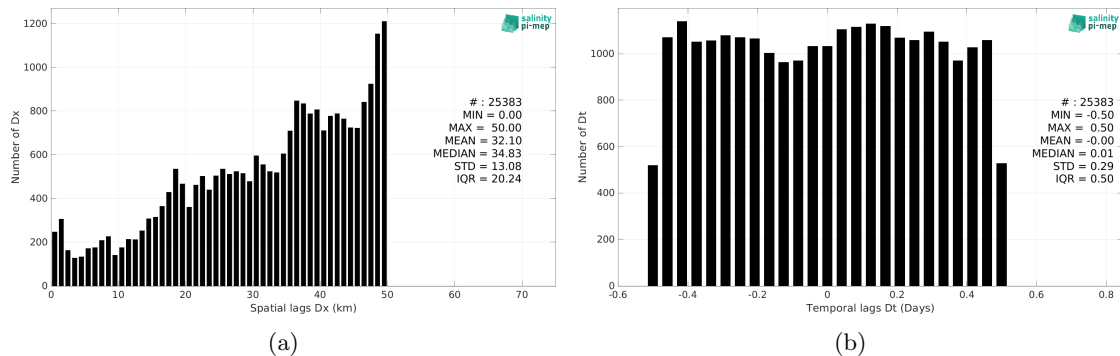 1200
1000
800
600
400
200
0
Number of Dx
0 10 20 30 40 50 60 70
Spatial lags Dx (km)
salinity
pi-mep
# : 25383
MIN = 0.00
MAX = 50.00
MEAN = 32.10
MEDIAN = 34.83
STD = 13.08
IQR = 20.24
(a)
1000
800
600
400
200
0
Number of Dt
-0.6 -0.4 -0.2 0 0.2 0.4 0.6 0.8
Temporal lags Dt (Days)
salinity
pi-mep
# : 25383
MIN = -0.50
MAX = 0.50
MEAN = -0.00
MEDIAN = 0.01
STD = 0.29
IQR = 0.50
(b)